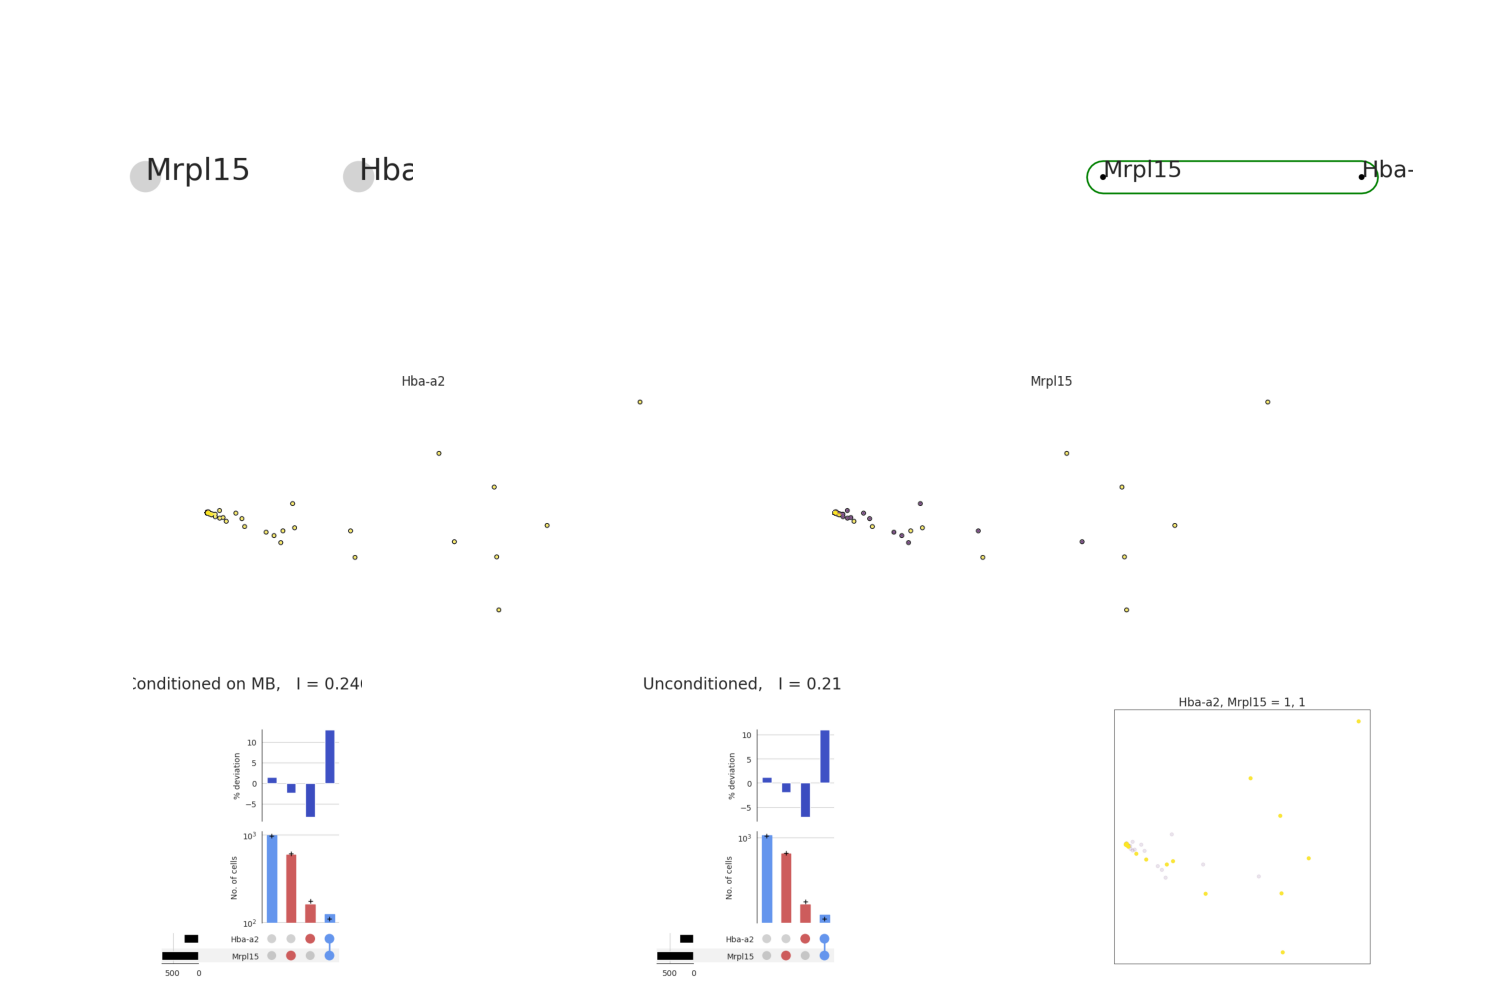 Mrpl15 Hba
Mrpl15 Hba-
Hba-a2
Mrpl15
Conditioned on MB, I = 0.24
Unconditioned, I = 0.21
Hba-a2, Mrpl15 = 1, 1
10
5
0
−5
% deviation
10³
10²
No. of cells
Hba-a2
Mrpl15
500 0
10
5
0
−5
% deviation
10³
No. of cells
Hba-a2
Mrpl15
500 0